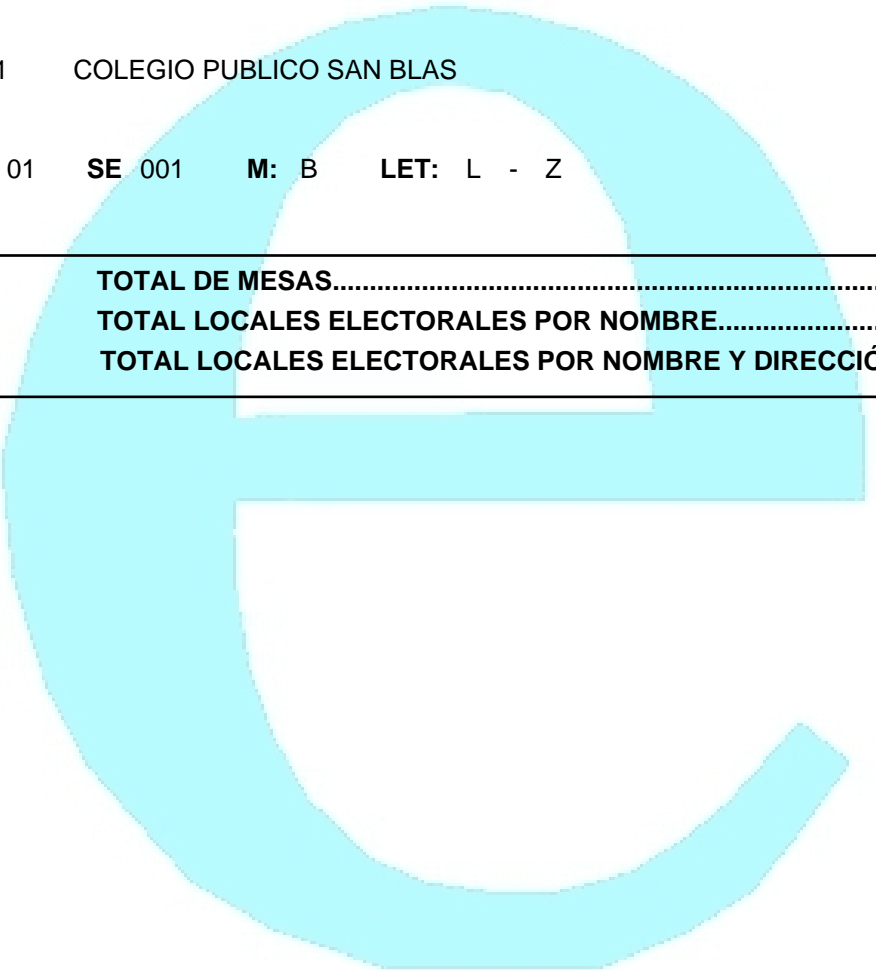 1 COLEGIO PUBLICO SAN BLAS
01 SE 001 M: B LET: L - Z
TOTAL DE MESAS..........................................................................
TOTAL LOCALES ELECTORALES POR NOMBRE.....................
TOTAL LOCALES ELECTORALES POR NOMBRE Y DIRECCIÓ
e